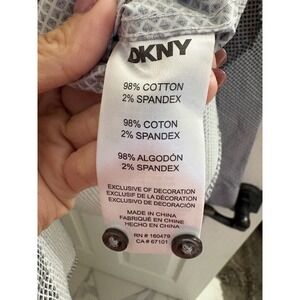 DKNY
98% COTTON
2% SPANDEX
98% COTON
2% SPANDEX
98% ALGODÓN
2% SPANDEX
EXCLUSIVE OF DECORATION
EXCLUSIF DE LA DÉCORATION
EXCLUSIVO DE DECORACIÓN
MADE IN CHINA
FABRIQUÉ EN CHINE
HECHO EN CHINA
RN # 160479
CA # 67101